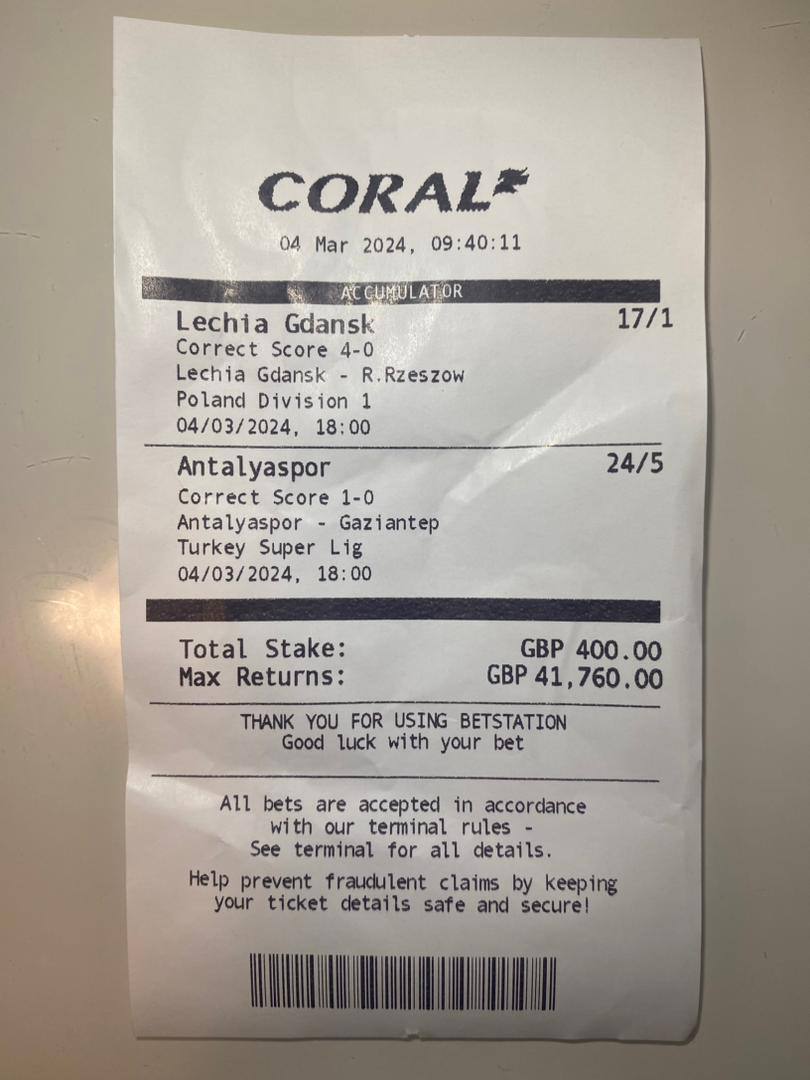 CORAL
04 Mar 2024, 09:40:11
ACCUMULATOR
Lechia Gdansk 17/1
Correct Score 4-0
Lechia Gdansk - R.Rzeszow
Poland Division 1
04/03/2024, 18:00
Antalyaspor 24/5
Correct Score 1-0
Antalyaspor - Gaziantep
Turkey Super Lig
04/03/2024, 18:00
Total Stake: GBP 400.00
Max Returns: GBP 41,760.00
THANK YOU FOR USING BETSTATION
Good luck with your bet
All bets are accepted in accordance
with our terminal rules -
See terminal for all details.
Help prevent fraudulent claims by keeping
your ticket details safe and secure!